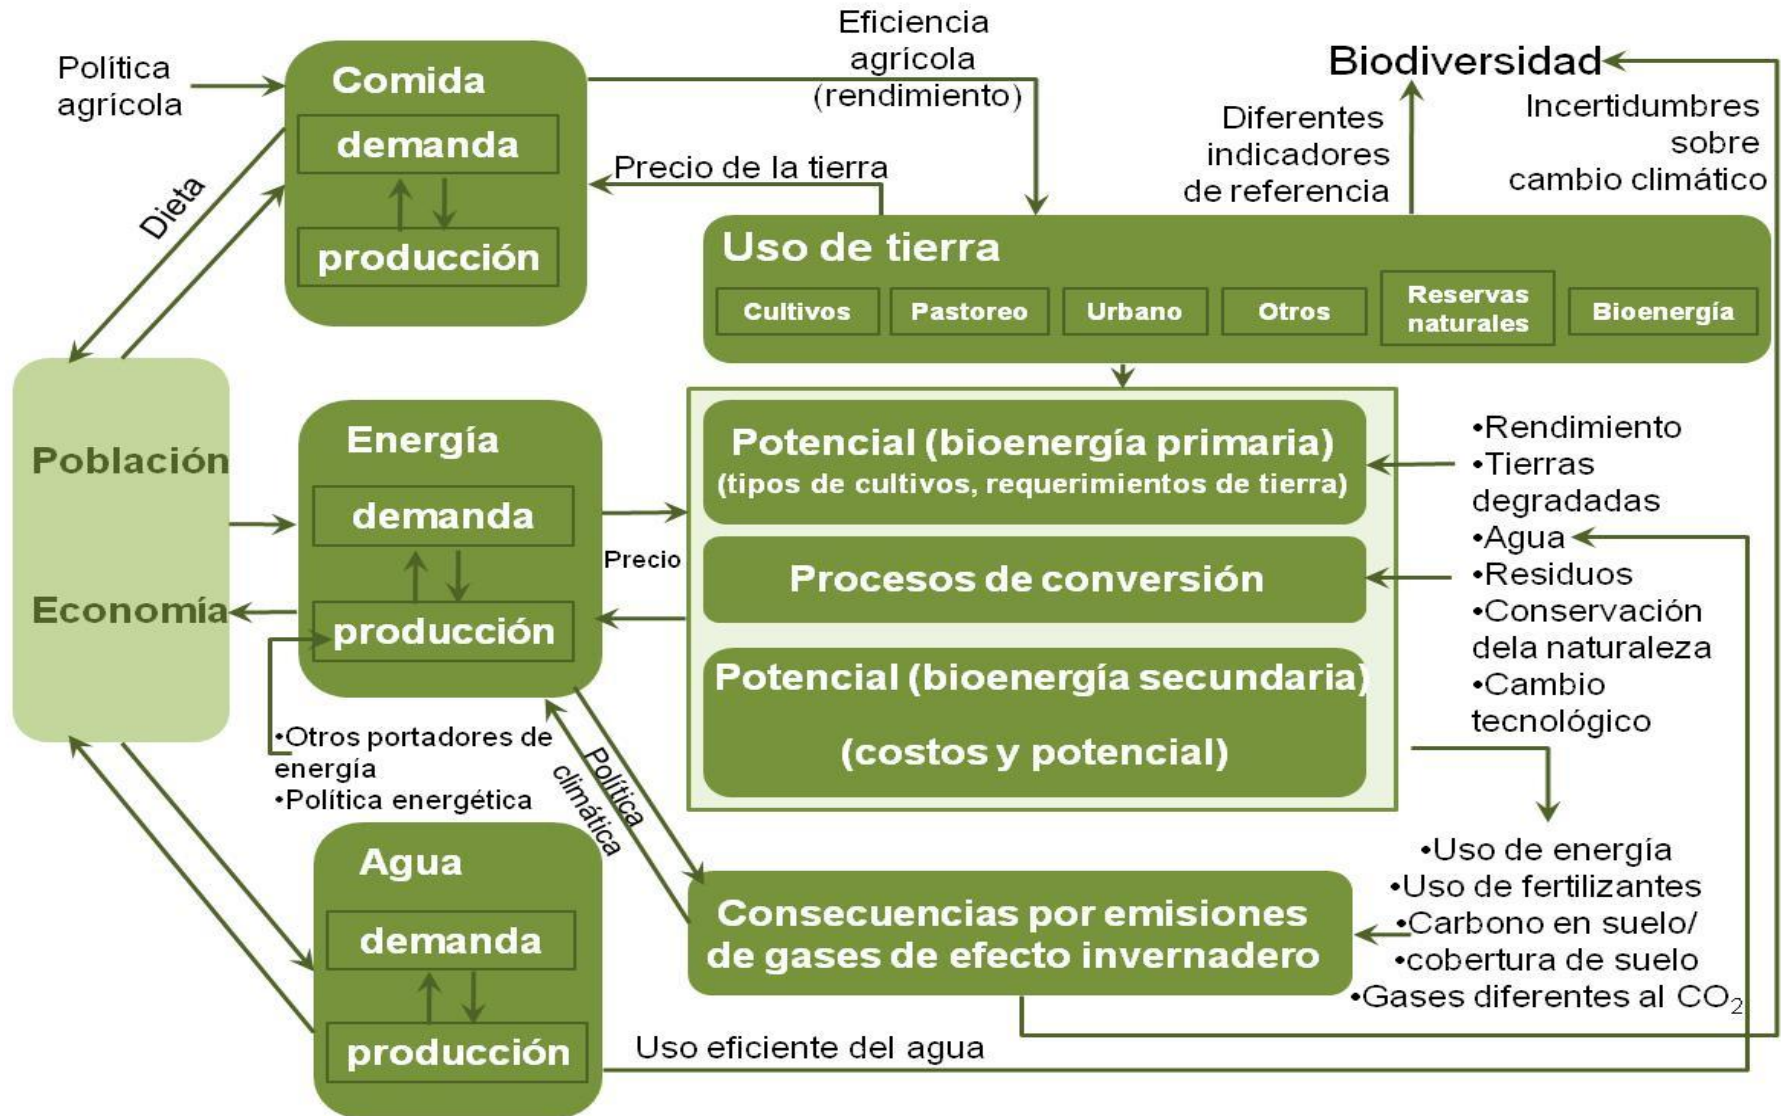 Política
agrícola
Comida
demanda
producción
Dieta
Eficiencia
agrícola
(rendimiento)
Precio de la tierra
Biodiversidad
Diferentes
indicadores
de referencia
Incertidumbres
sobre
cambio climático
Uso de tierra
Cultivos
Pastoreo
Urbano
Otros
Reservas
naturales
Bioenergía
Población
Economía
Energía
demanda
producción
Precio
•Otros portadores de
energía
•Política energética
Potencial (bioenergía primaria)
(tipos de cultivos, requerimientos de tierra)
Procesos de conversión
Potencial (bioenergía secundaria)
(costos y potencial)
•Rendimiento
•Tierras
degradadas
•Agua
•Residuos
•Conservación
dela naturaleza
•Cambio
tecnológico
Política
climática
Agua
demanda
producción
Consecuencias por emisiones
de gases de efecto invernadero
•Uso de energía
•Uso de fertilizantes
•Carbono en suelo/
•cobertura de suelo
•Gases diferentes al CO₂
Uso eficiente del agua